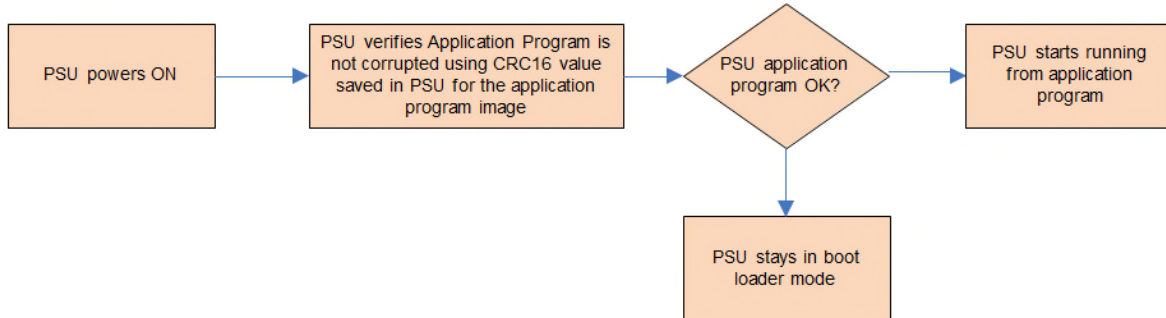 PSU powers ON
PSU verifies Application Program is
not corrupted using CRC16 value
saved in PSU for the application
program image
PSU application
program OK?
PSU starts running
from application
program
PSU stays in boot
loader mode